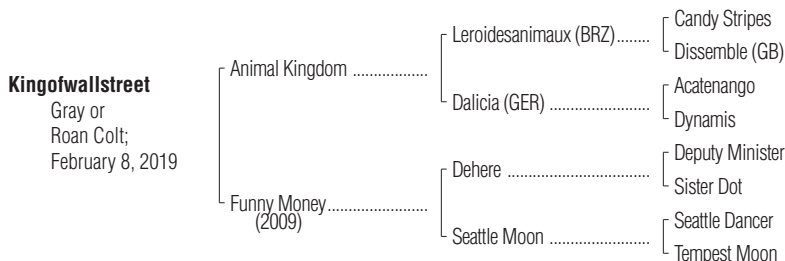 Candy Stripes
Leroidesanimaux (BRZ)........
Dissemble (GB)
Animal Kingdom ..................
Kingofwallstreet
Gray or
Roan Colt;
February 8, 2019
Acatenango
Dalicia (GER) ........................
Dynamis
Deputy Minister
Dehere ..................................
Sister Dot
Funny Money........................
(2009)
Seattle Dancer
Seattle Moon ........................
Tempest Moon